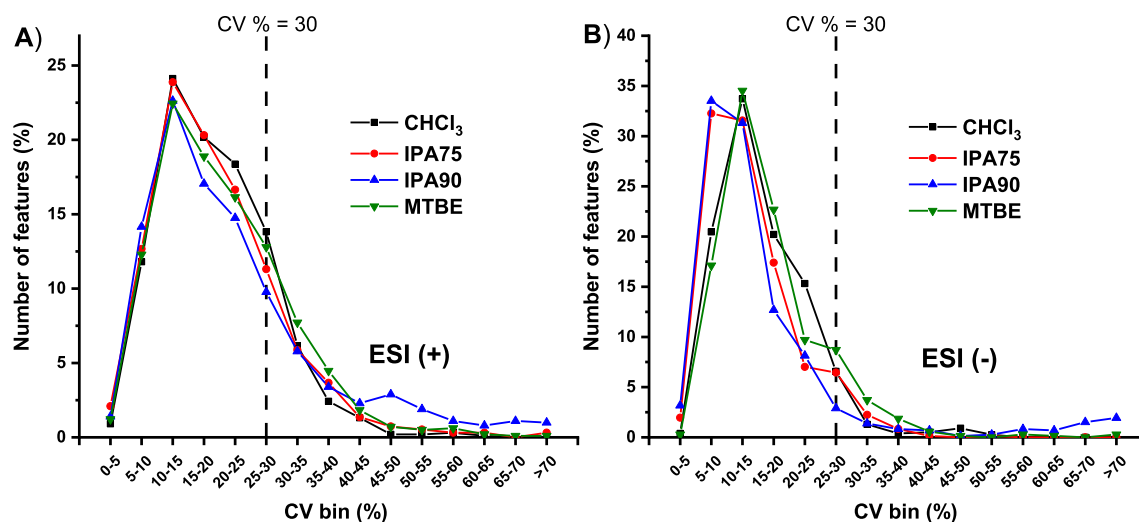 A)
CV % = 30
25
20
15
10
5
0
Number of features (%)
CHCl₃
IPA75
IPA90
MTBE
ESI (+)
0-5
5-10
10-15
15-20
20-25
25-30
30-35
35-40
40-45
45-50
50-55
55-60
60-65
65-70
>70
CV bin (%)
B)
CV % = 30
40
35
30
25
20
15
10
5
0
Number of features (%)
CHCl₃
IPA75
IPA90
MTBE
ESI (-)
0-5
5-10
10-15
15-20
20-25
25-30
30-35
35-40
40-45
45-50
50-55
55-60
60-65
65-70
>70
CV bin (%)